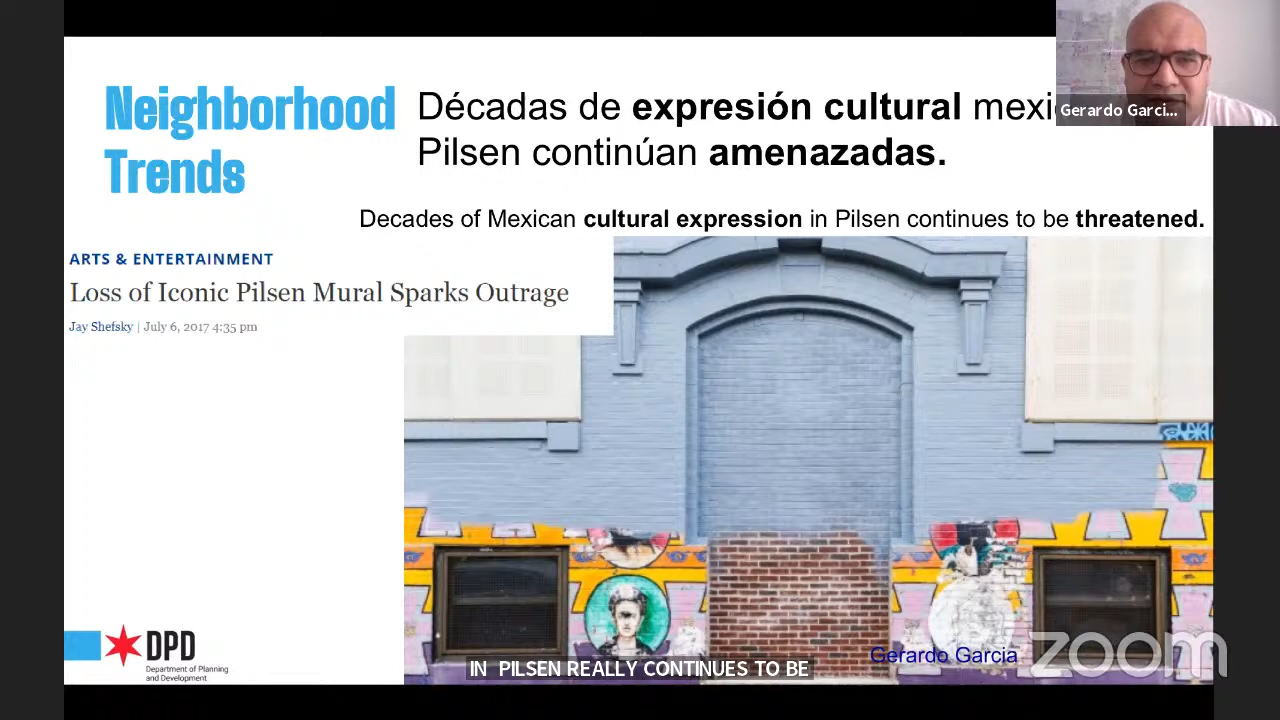 Neighborhood
Trends
Décadas de expresión cultural
Pilsen continúan amenazadas.
Gerardo Garci...
Decades of Mexican cultural expression in Pilsen continues to be threatened.
ARTS & ENTERTAINMENT
Loss of Iconic Pilsen Mural Sparks Outrage
Jay Shefsky | July 6, 2017 4:35 pm
DPD
Department of Planning
and Development
IN PILSEN REALLY CONTINUES TO BE
Gerardo Garcia
zoom